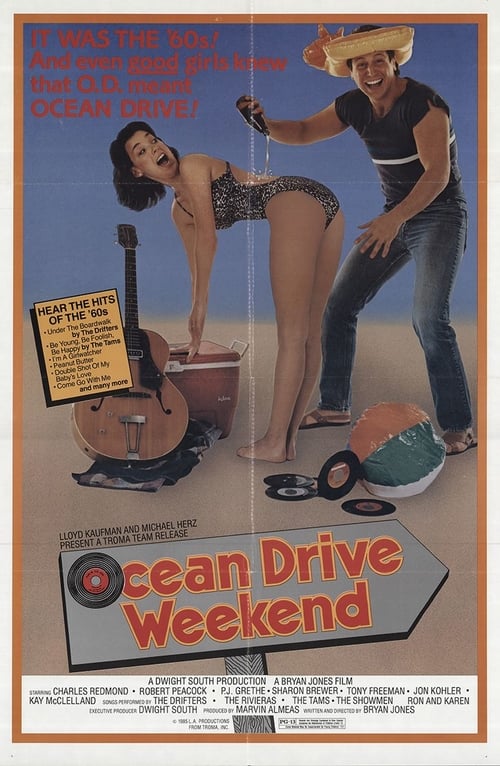 IT WAS THE '60s!
And even good girls knew
that O.D. meant
OCEAN DRIVE!
HEAR THE HITS
OF THE '60s
• Under The Boardwalk
by The Drifters
• Be Young, Be Foolish,
Be Happy by The Tams
• I'm A Girlwatcher
• Peanut Butter
• Double Shot Of My
Baby's Love
• Come Go With Me
and many more
LLOYD KAUFMAN AND MICHAEL HERZ
PRESENT A TROMA TEAM RELEASE
Ocean Drive
Weekend
A DWIGHT SOUTH PRODUCTION A BRYAN JONES FILM
STARRING CHARLES REDMOND • ROBERT PEACOCK • P.J. GRETHE • SHARON BREWER • TONY FREEMAN • JON KOHLER •
KAY McCLELLAND SONGS PERFORMED BY THE DRIFTERS • THE RIVIERAS • THE TAMS • THE SHOWMEN RON AND KAREN
EXECUTIVE PRODUCER DWIGHT SOUTH PRODUCED BY MARVIN ALMEAS WRITTEN AND DIRECTED BY BRYAN JONES
© 1985 L.A. PRODUCTIONS
FROM TROMA, INC.
PG-13